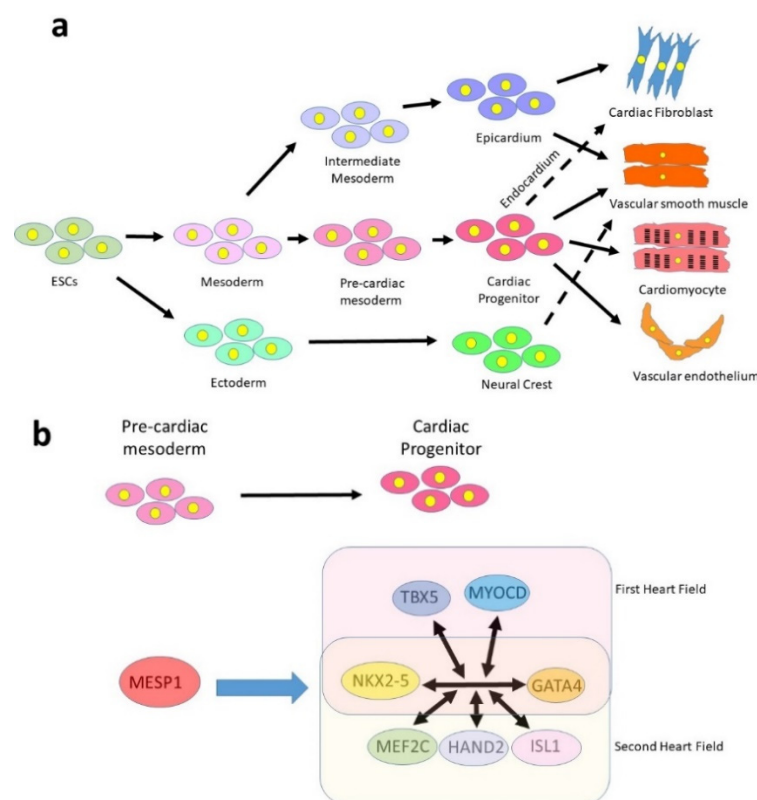 a
Cardiac Fibroblast
Intermediate
Mesoderm
Epicardium
Endocardium
Vascular smooth muscle
ESCs
Mesoderm
Pre-cardiac
mesoderm
Cardiac
Progenitor
Cardiomyocyte
Ectoderm
Neural Crest
Vascular endothelium
b
Pre-cardiac
mesoderm
Cardiac
Progenitor
First Heart Field
TBX5
MYOCD
MESP1
NKX2-5
GATA4
MEF2C
HAND2
ISL1
Second Heart Field